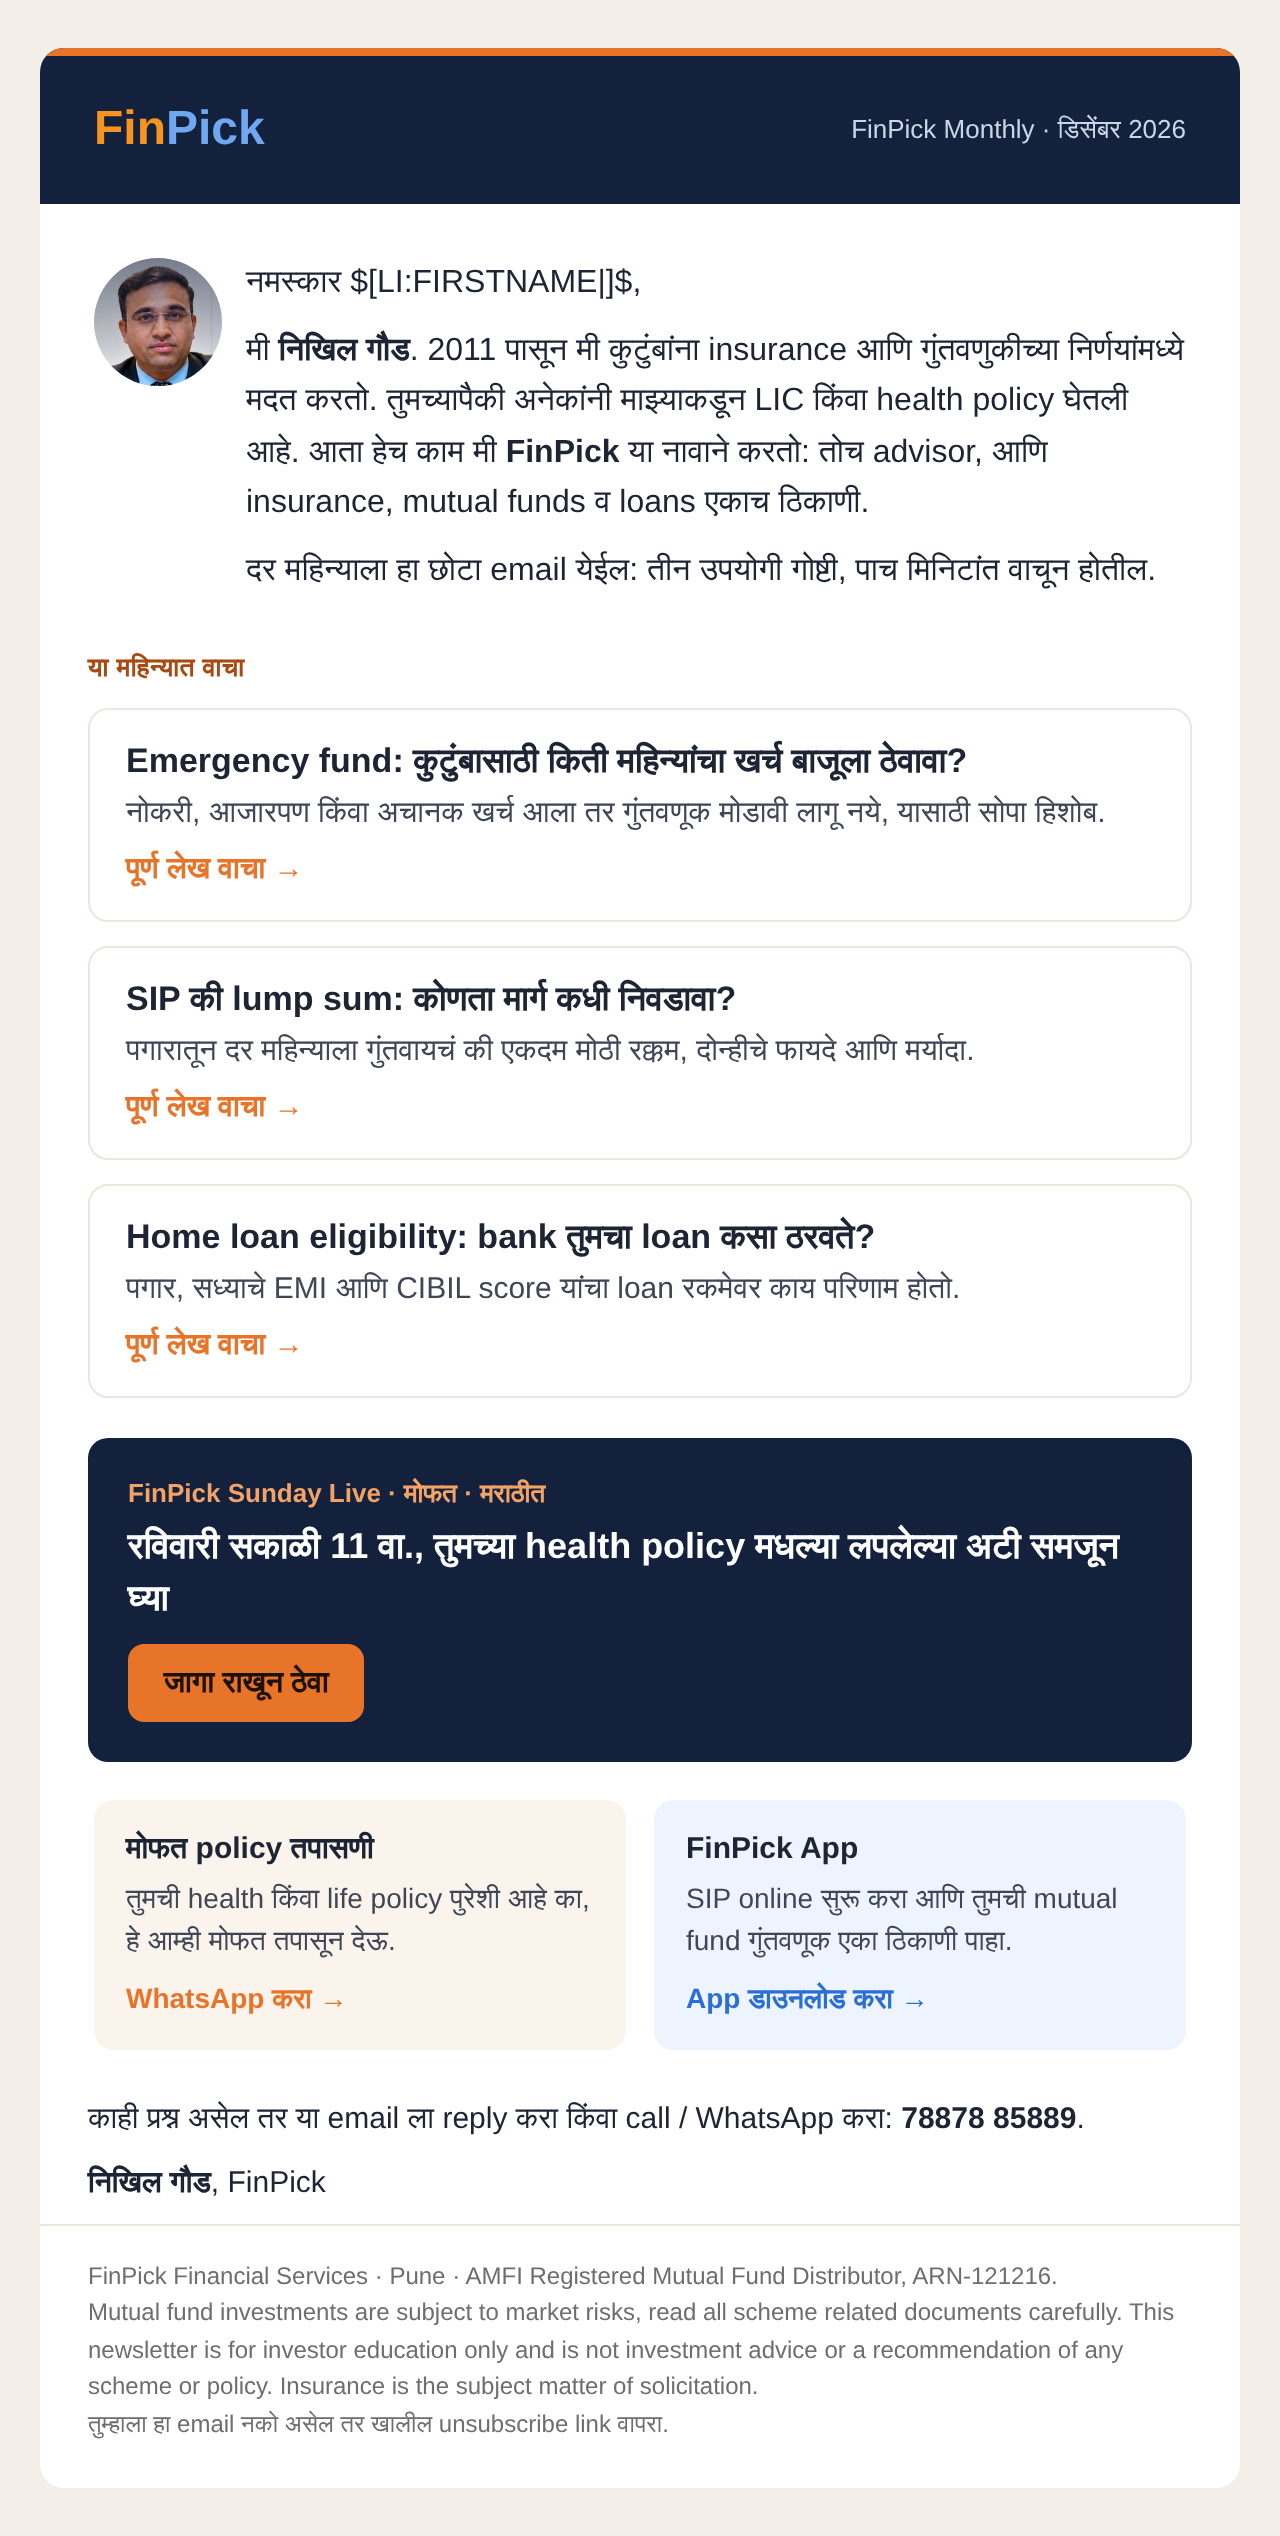 FinPick
FinPick Monthly · डिसेंबर 2026
नमस्कार $[LI:FIRSTNAME|]$,
मी निखिल गौड. 2011 पासून मी कुटुंबांना insurance आणि गुंतवणुकीच्या निर्णयांमध्ये
मदत करतो. तुमच्यापैकी अनेकांनी माझ्याकडून LIC किंवा health policy घेतली
आहे. आता हेच काम मी FinPick या नावाने करतो: तोच advisor, आणि
insurance, mutual funds व loans एकाच ठिकाणी.
दर महिन्याला हा छोटा email येईल: तीन उपयोगी गोष्टी, पाच मिनिटांत वाचून होतील.
या महिन्यात वाचा
Emergency fund: कुटुंबासाठी किती महिन्यांचा खर्च बाजूला ठेवावा?
नोकरी, आजारपण किंवा अचानक खर्च आला तर गुंतवणूक मोडावी लागू नये, यासाठी सोपा हिशोब.
पूर्ण लेख वाचा →
SIP की lump sum: कोणता मार्ग कधी निवडावा?
पगारातून दर महिन्याला गुंतवायचं की एकदम मोठी रक्कम, दोन्हीचे फायदे आणि मर्यादा.
पूर्ण लेख वाचा →
Home loan eligibility: bank तुमचा loan कसा ठरवते?
पगार, सध्याचे EMI आणि CIBIL score यांचा loan रकमेवर काय परिणाम होतो.
पूर्ण लेख वाचा →
FinPick Sunday Live · मोफत · मराठीत
रविवारी सकाळी 11 वा., तुमच्या health policy मधल्या लपलेल्या अटी समजून
घ्या
जागा राखून ठेवा
मोफत policy तपासणी
तुमची health किंवा life policy पुरेशी आहे का,
हे आम्ही मोफत तपासून देऊ.
WhatsApp करा →
FinPick App
SIP online सुरू करा आणि तुमची mutual
fund गुंतवणूक एका ठिकाणी पाहा.
App डाउनलोड करा →
काही प्रश्न असेल तर या email ला reply करा किंवा call / WhatsApp करा: 78878 85889.
निखिल गौड, FinPick
FinPick Financial Services · Pune · AMFI Registered Mutual Fund Distributor, ARN-121216.
Mutual fund investments are subject to market risks, read all scheme related documents carefully. This
newsletter is for investor education only and is not investment advice or a recommendation of any
scheme or policy. Insurance is the subject matter of solicitation.
तुम्हाला हा email नको असेल तर खालील unsubscribe link वापरा.